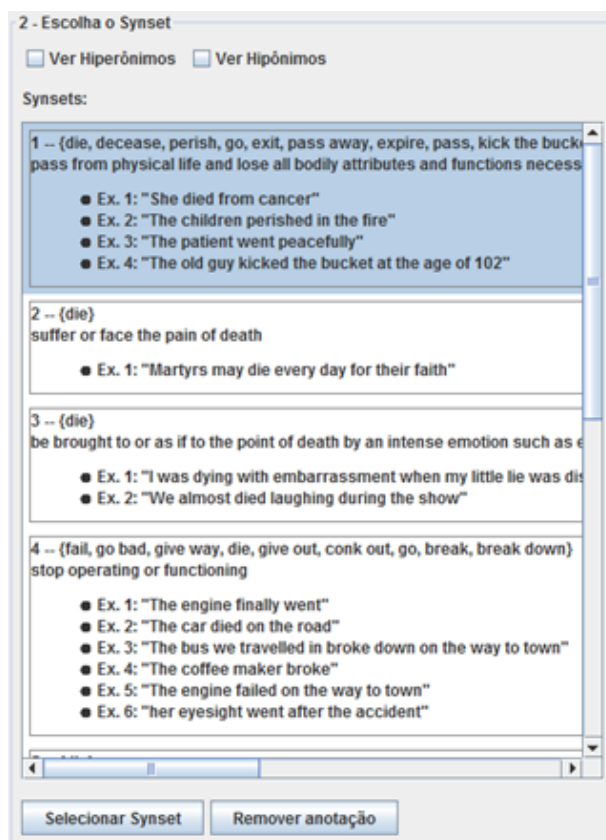 2 - Escolha o Synset
Ver Hiperônimos Ver Hipônimos
Synsets:
1 -- {die, decease, perish, go, exit, pass away, expire, pass, kick the
pass from physical life and lose all bodily attributes and functions
Ex. 1: "She died from cancer"
Ex. 2: "The children perished in the fire"
Ex. 3: "The patient went peacefully"
Ex. 4: "The old guy kicked the bucket at the age of 102"
2 -- {die}
suffer or face the pain of death
Ex. 1: "Martyrs may die every day for their faith"
3 -- {die}
be brought to or as if to the point of death by an intense emotion such as
Ex. 1: "I was dying with embarrassment when my little lie was
Ex. 2: "We almost died laughing during the show"
4 -- {fail, go bad, give way, die, give out, conk out, go, break, break down}
stop operating or functioning
Ex. 1: "The engine finally went"
Ex. 2: "The car died on the road"
Ex. 3: "The bus we travelled in broke down on the way to town"
Ex. 4: "The coffee maker broke"
Ex. 5: "The engine failed on the way to town"
Ex. 6: "her eyesight went after the accident"
Selecionar Synset Remover anotação